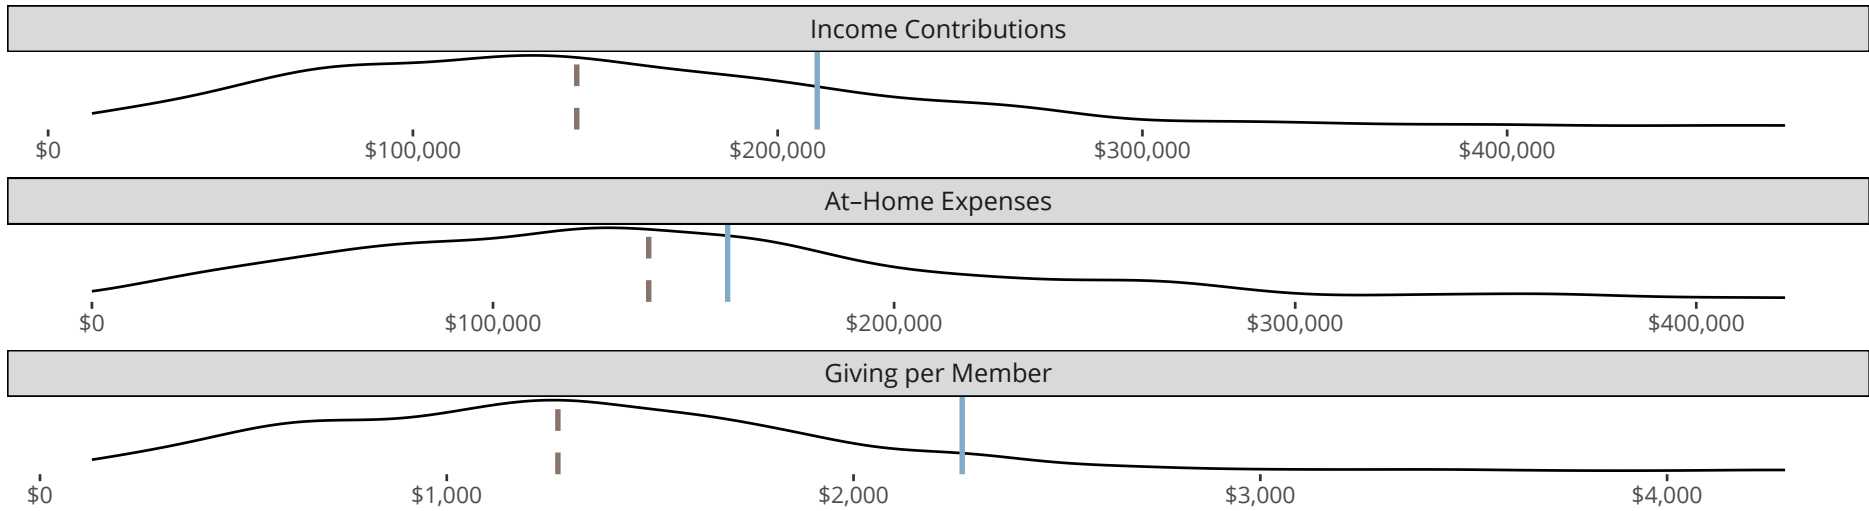 Income Contributions
$0 $100,000 $200,000 $300,000 $400,000
At–Home Expenses
$0 $100,000 $200,000 $300,000 $400,000
Giving per Member
$0 $1,000 $2,000 $3,000 $4,000